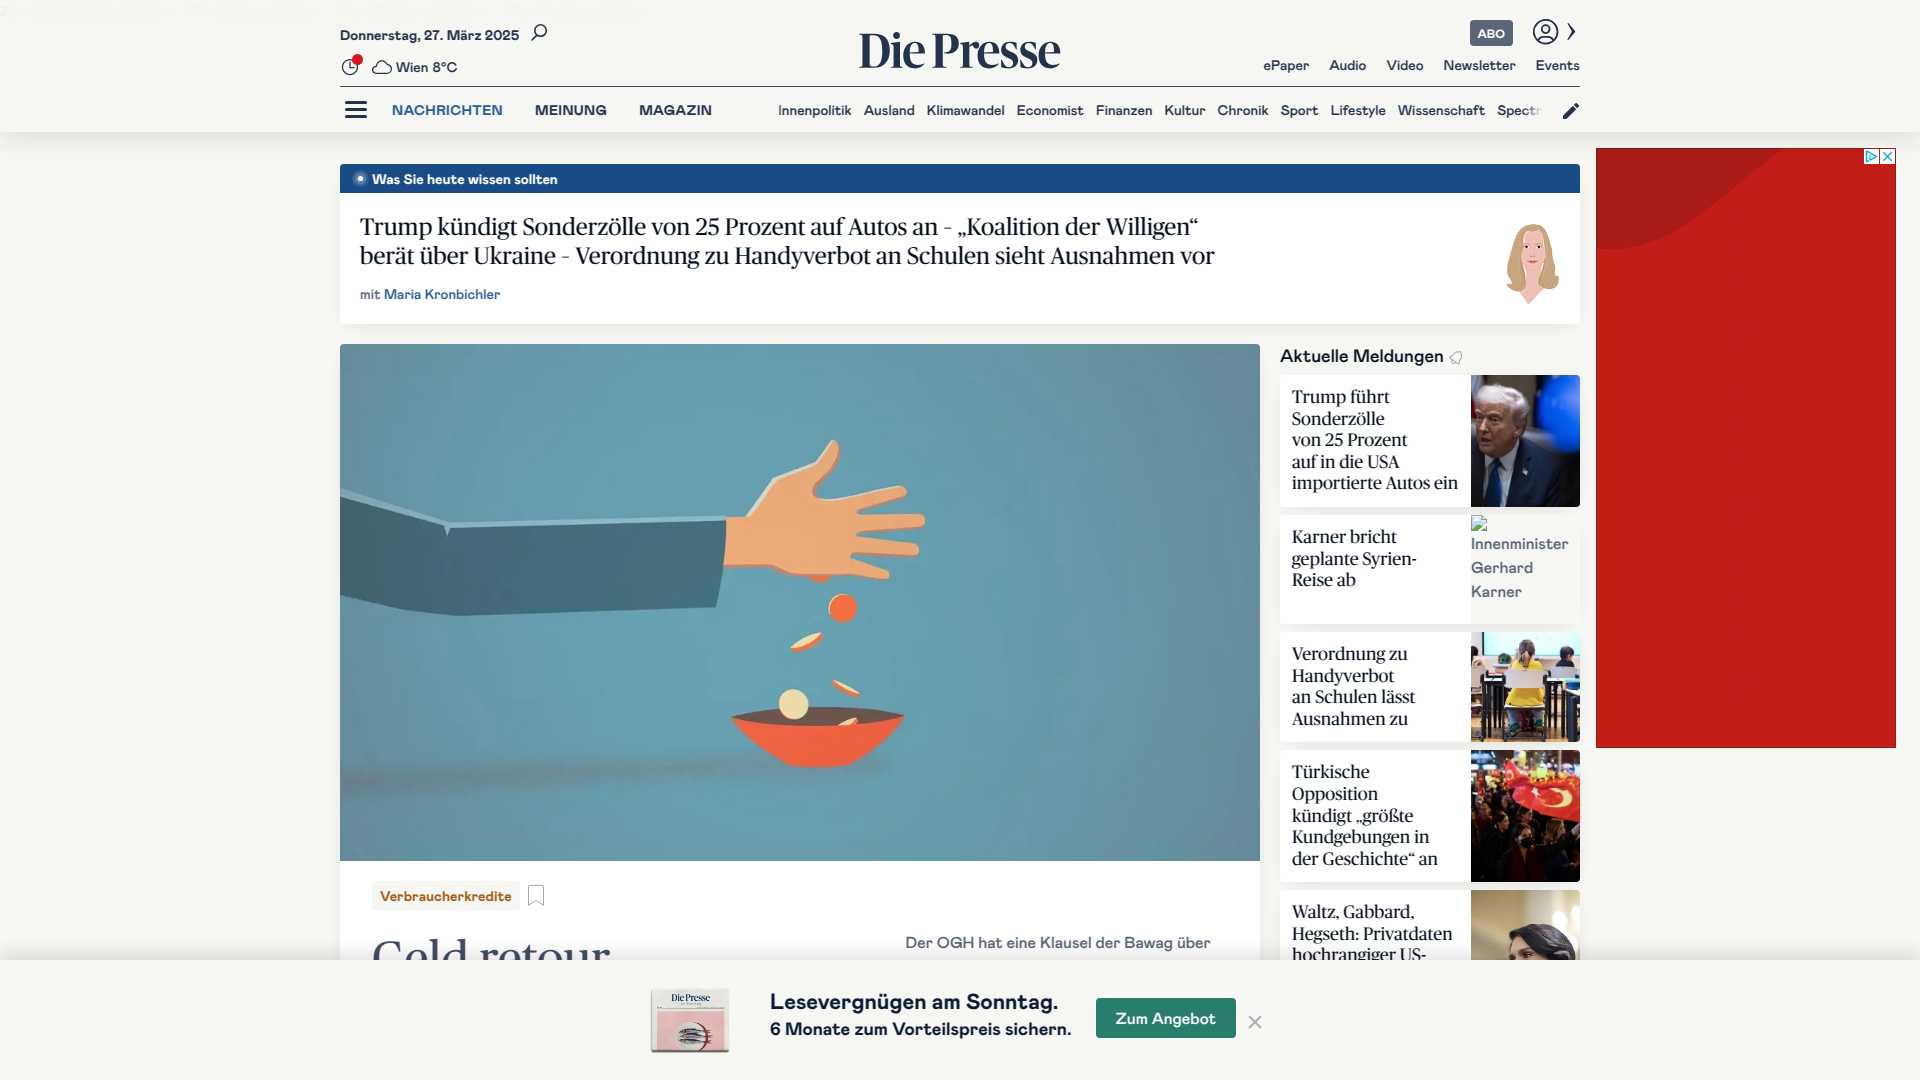 Donnerstag, 27. März 2025
Wien 8°C
Die Presse
ABO
ePaper Audio Video Newsletter Events
NACHRICHTEN MEINUNG MAGAZIN
Innenpolitik Ausland Klimawandel Economist Finanzen Kultur Chronik Sport Lifestyle Wissenschaft Spectr
Was Sie heute wissen sollten
Trump kündigt Sonderzölle von 25 Prozent auf Autos an – „Koalition der Willigen“
berät über Ukraine – Verordnung zu Handyverbot an Schulen sieht Ausnahmen vor
mit Maria Kronbichler
Verbraucherkredite
Geld retour
Der OGH hat eine Klausel der Bawag über
Aktuelle Meldungen
Trump führt
Sonderzölle
von 25 Prozent
auf in die USA
importierte Autos ein
Karner bricht
geplante Syrien-
Reise ab
Innenminister
Gerhard
Karner
Verordnung zu
Handyverbot
an Schulen lässt
Ausnahmen zu
Türkische
Opposition
kündigt „größte
Kundgebungen in
der Geschichte“ an
Waltz, Gabbard,
Hegseth: Privatdaten
hochrangiger US-
Die Presse
Lesevergnügen am Sonntag.
6 Monate zum Vorteilspreis sichern.
Zum Angebot